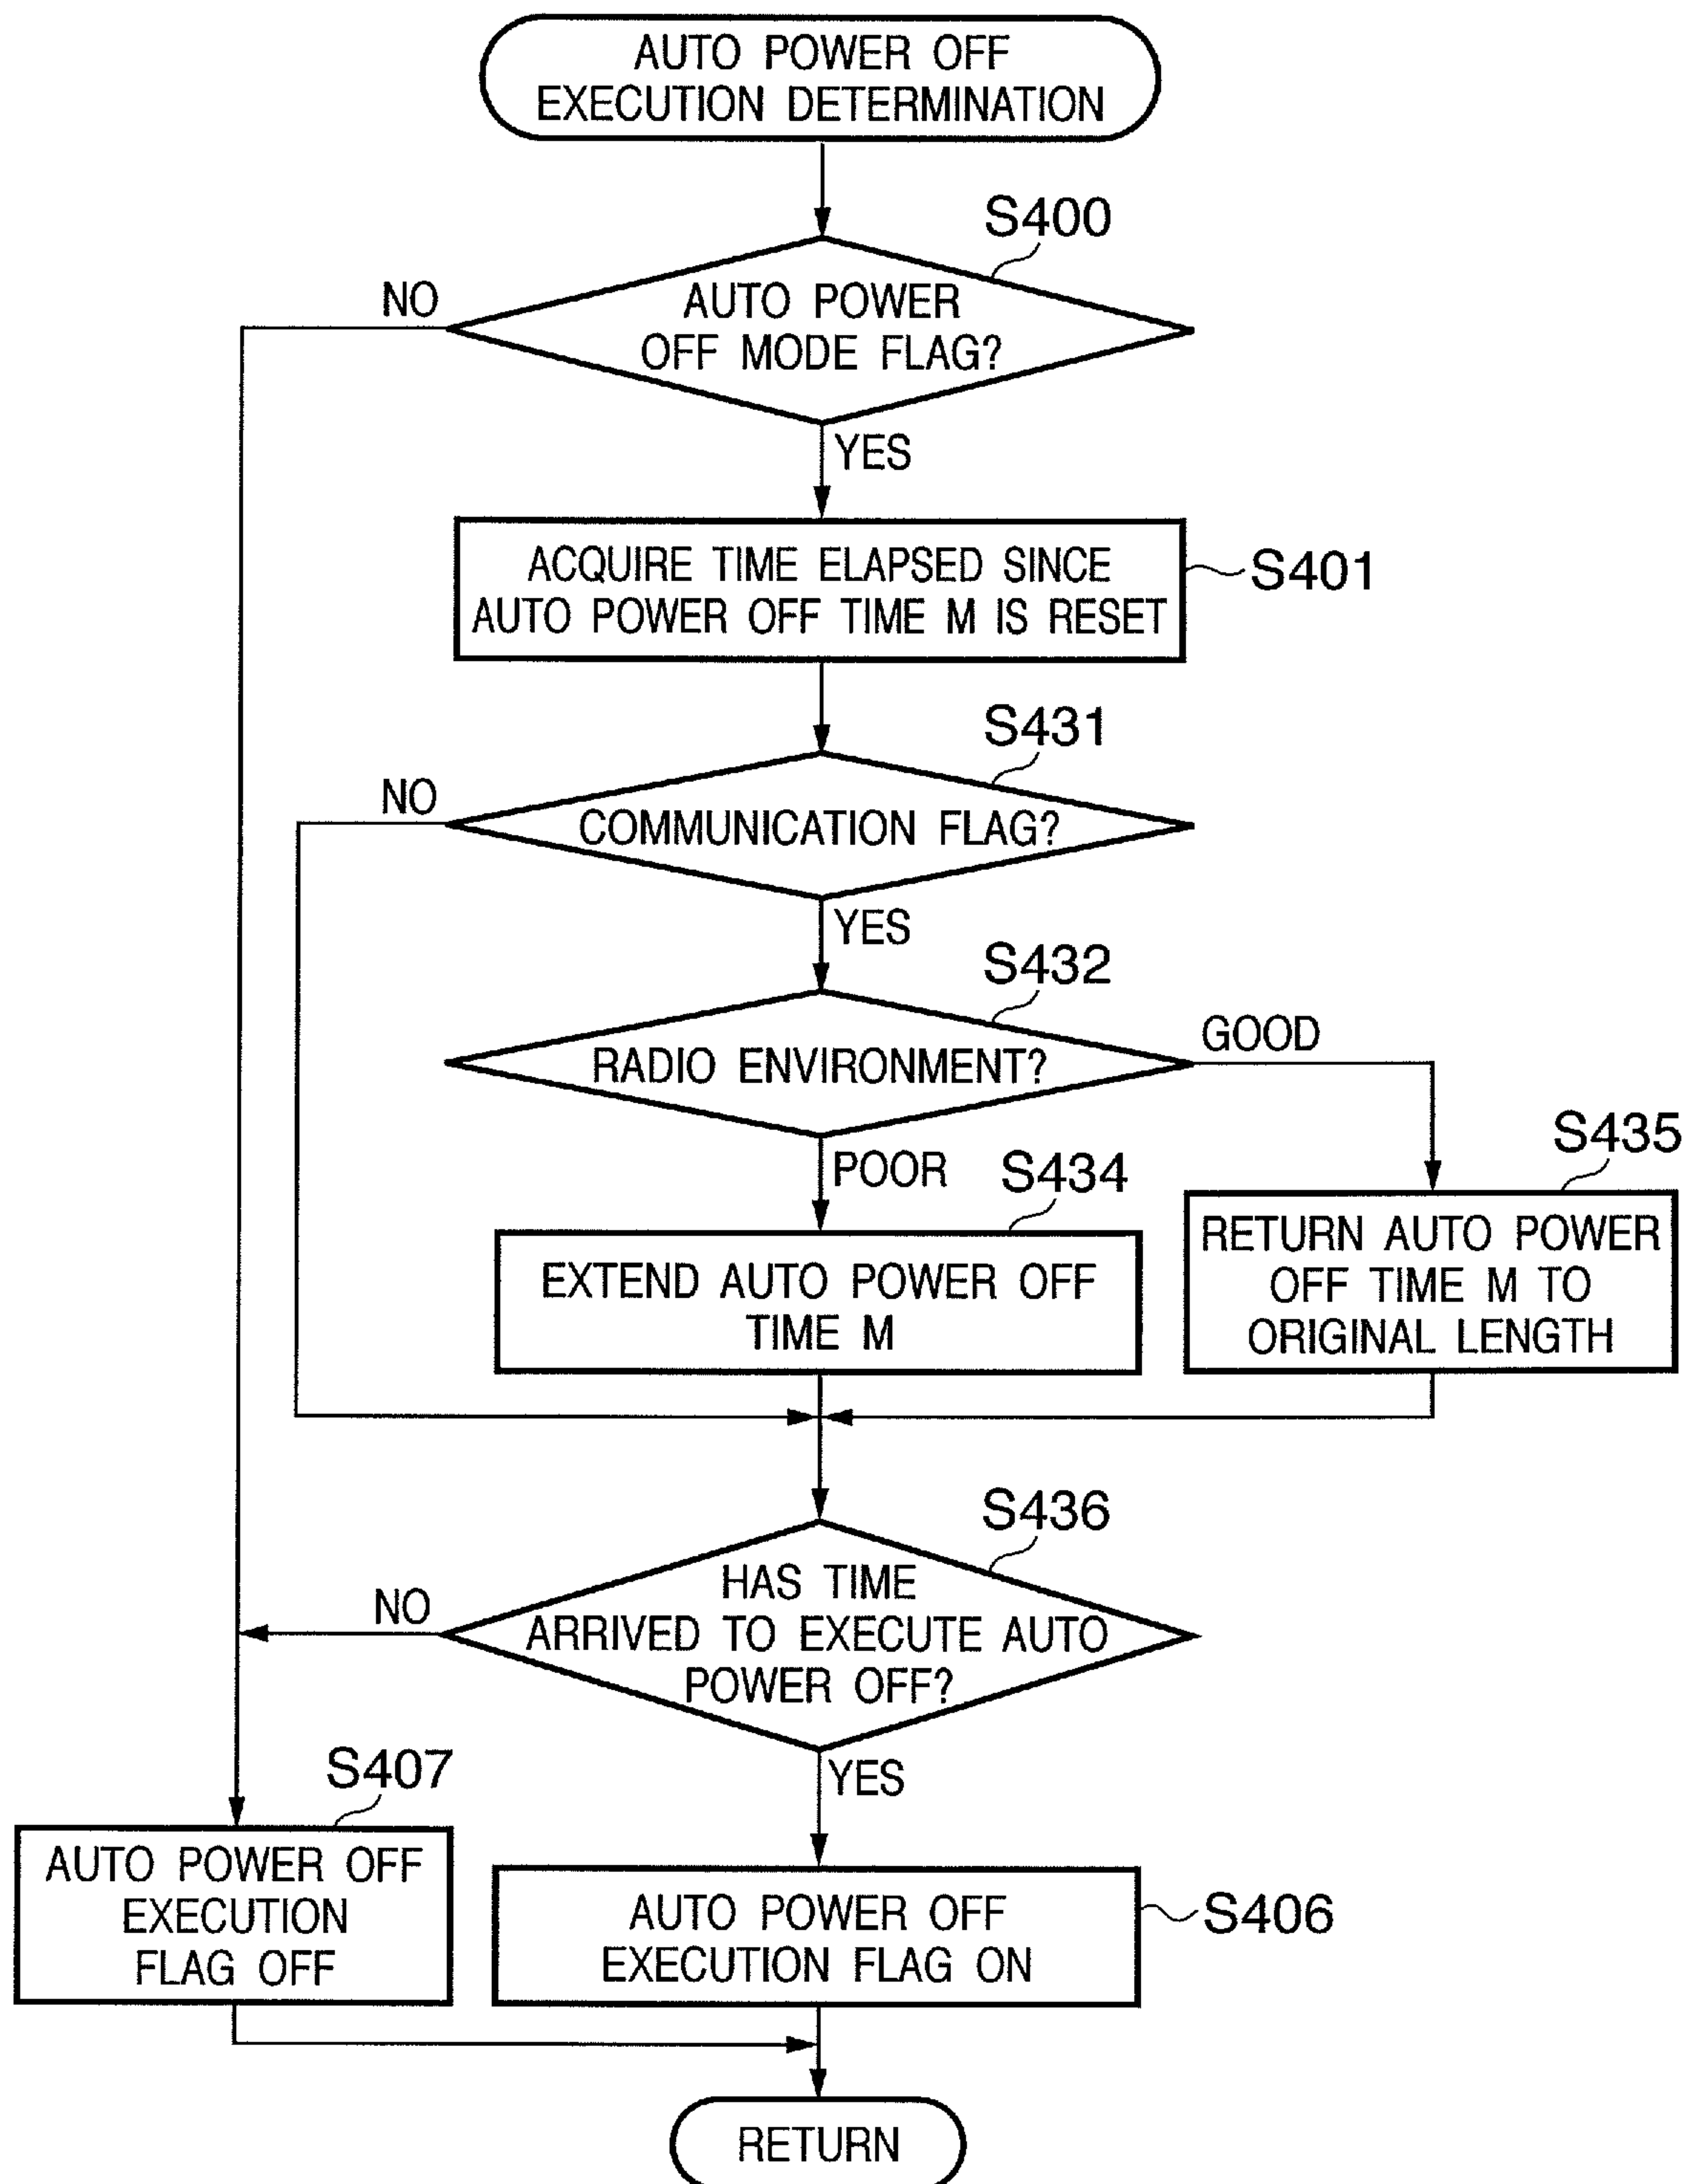 AUTO POWER OFF
EXECUTION DETERMINATION
S400
NO
AUTO POWER
OFF MODE FLAG?
YES
ACQUIRE TIME ELAPSED SINCE
AUTO POWER OFF TIME M IS RESET
S401
S431
NO
COMMUNICATION FLAG?
YES
S432
GOOD
RADIO ENVIRONMENT?
S435
POOR
S434
RETURN AUTO POWER
OFF TIME M TO
ORIGINAL LENGTH
EXTEND AUTO POWER OFF
TIME M
S436
NO
HAS TIME
ARRIVED TO EXECUTE AUTO
POWER OFF?
YES
S407
AUTO POWER OFF
EXECUTION
FLAG OFF
AUTO POWER OFF
EXECUTION FLAG ON
S406
RETURN